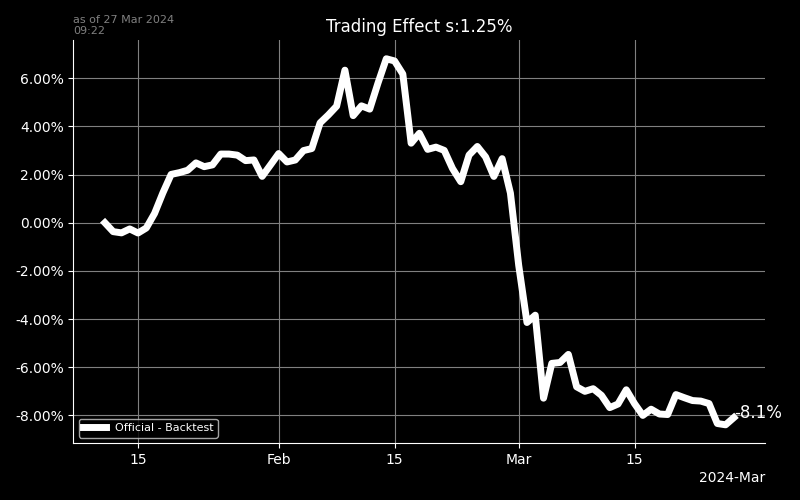 as of 27 Mar 2024
09:22
Trading Effect s:1.25%
6.00%
4.00%
2.00%
0.00%
-2.00%
-4.00%
-6.00%
-8.00%
-8.1%
Official - Backtest
15 Feb 15 Mar 15
2024-Mar